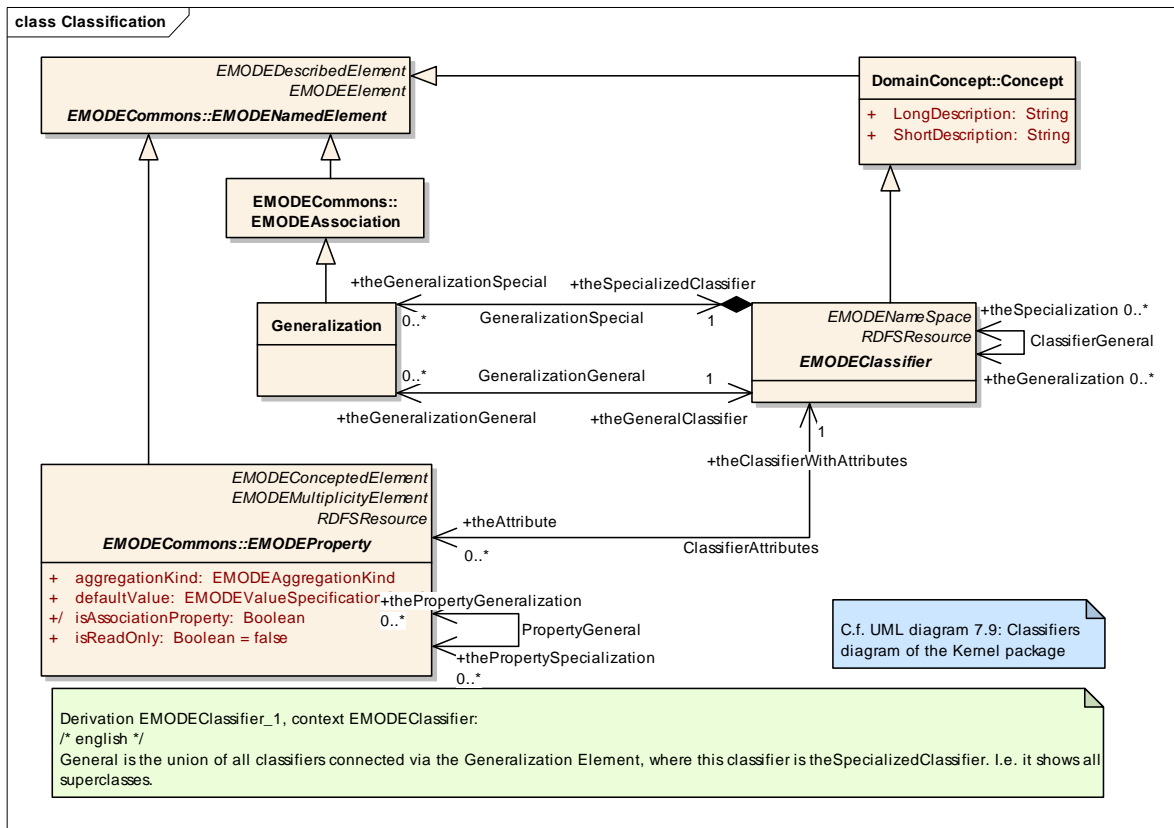 class Classification
EMODEDescribedElement
EMODEElement
EMODECommons::EMODENamedElement
DomainConcept::Concept
+ LongDescription: String
+ ShortDescription: String
EMODECommons::
EMODEAssociation
+theGeneralizationSpecial
+theSpecializedClassifier
Generalization
0..*
GeneralizationSpecial
1
EMODENameSpace
RDFSResource
EMODEClassifier
+theSpecialization 0..*
ClassifierGeneral
+theGeneralization 0..*
0..*
GeneralizationGeneral
1
+theGeneralizationGeneral
+theGeneralClassifier
1
+theClassifierWithAttributes
EMODEConceptedElement
EMODEMultiplicityElement
RDFSResource
EMODECommons::EMODEProperty
+theAttribute
0..*
ClassifierAttributes
+ aggregationKind: EMODEAggregationKind
+ defaultValue: EMODEValueSpecification
+/ isAssociationProperty: Boolean
+ isReadOnly: Boolean = false
+thePropertyGeneralization
0..*
PropertyGeneral
+thePropertySpecialization
0..*
C.f. UML diagram 7.9: Classifiers
diagram of the Kernel package
Derivation EMODEClassifier_1, context EMODEClassifier:
/* english */
General is the union of all classifiers connected via the Generalization Element, where this classifier is theSpecializedClassifier. I.e. it shows all
superclasses.